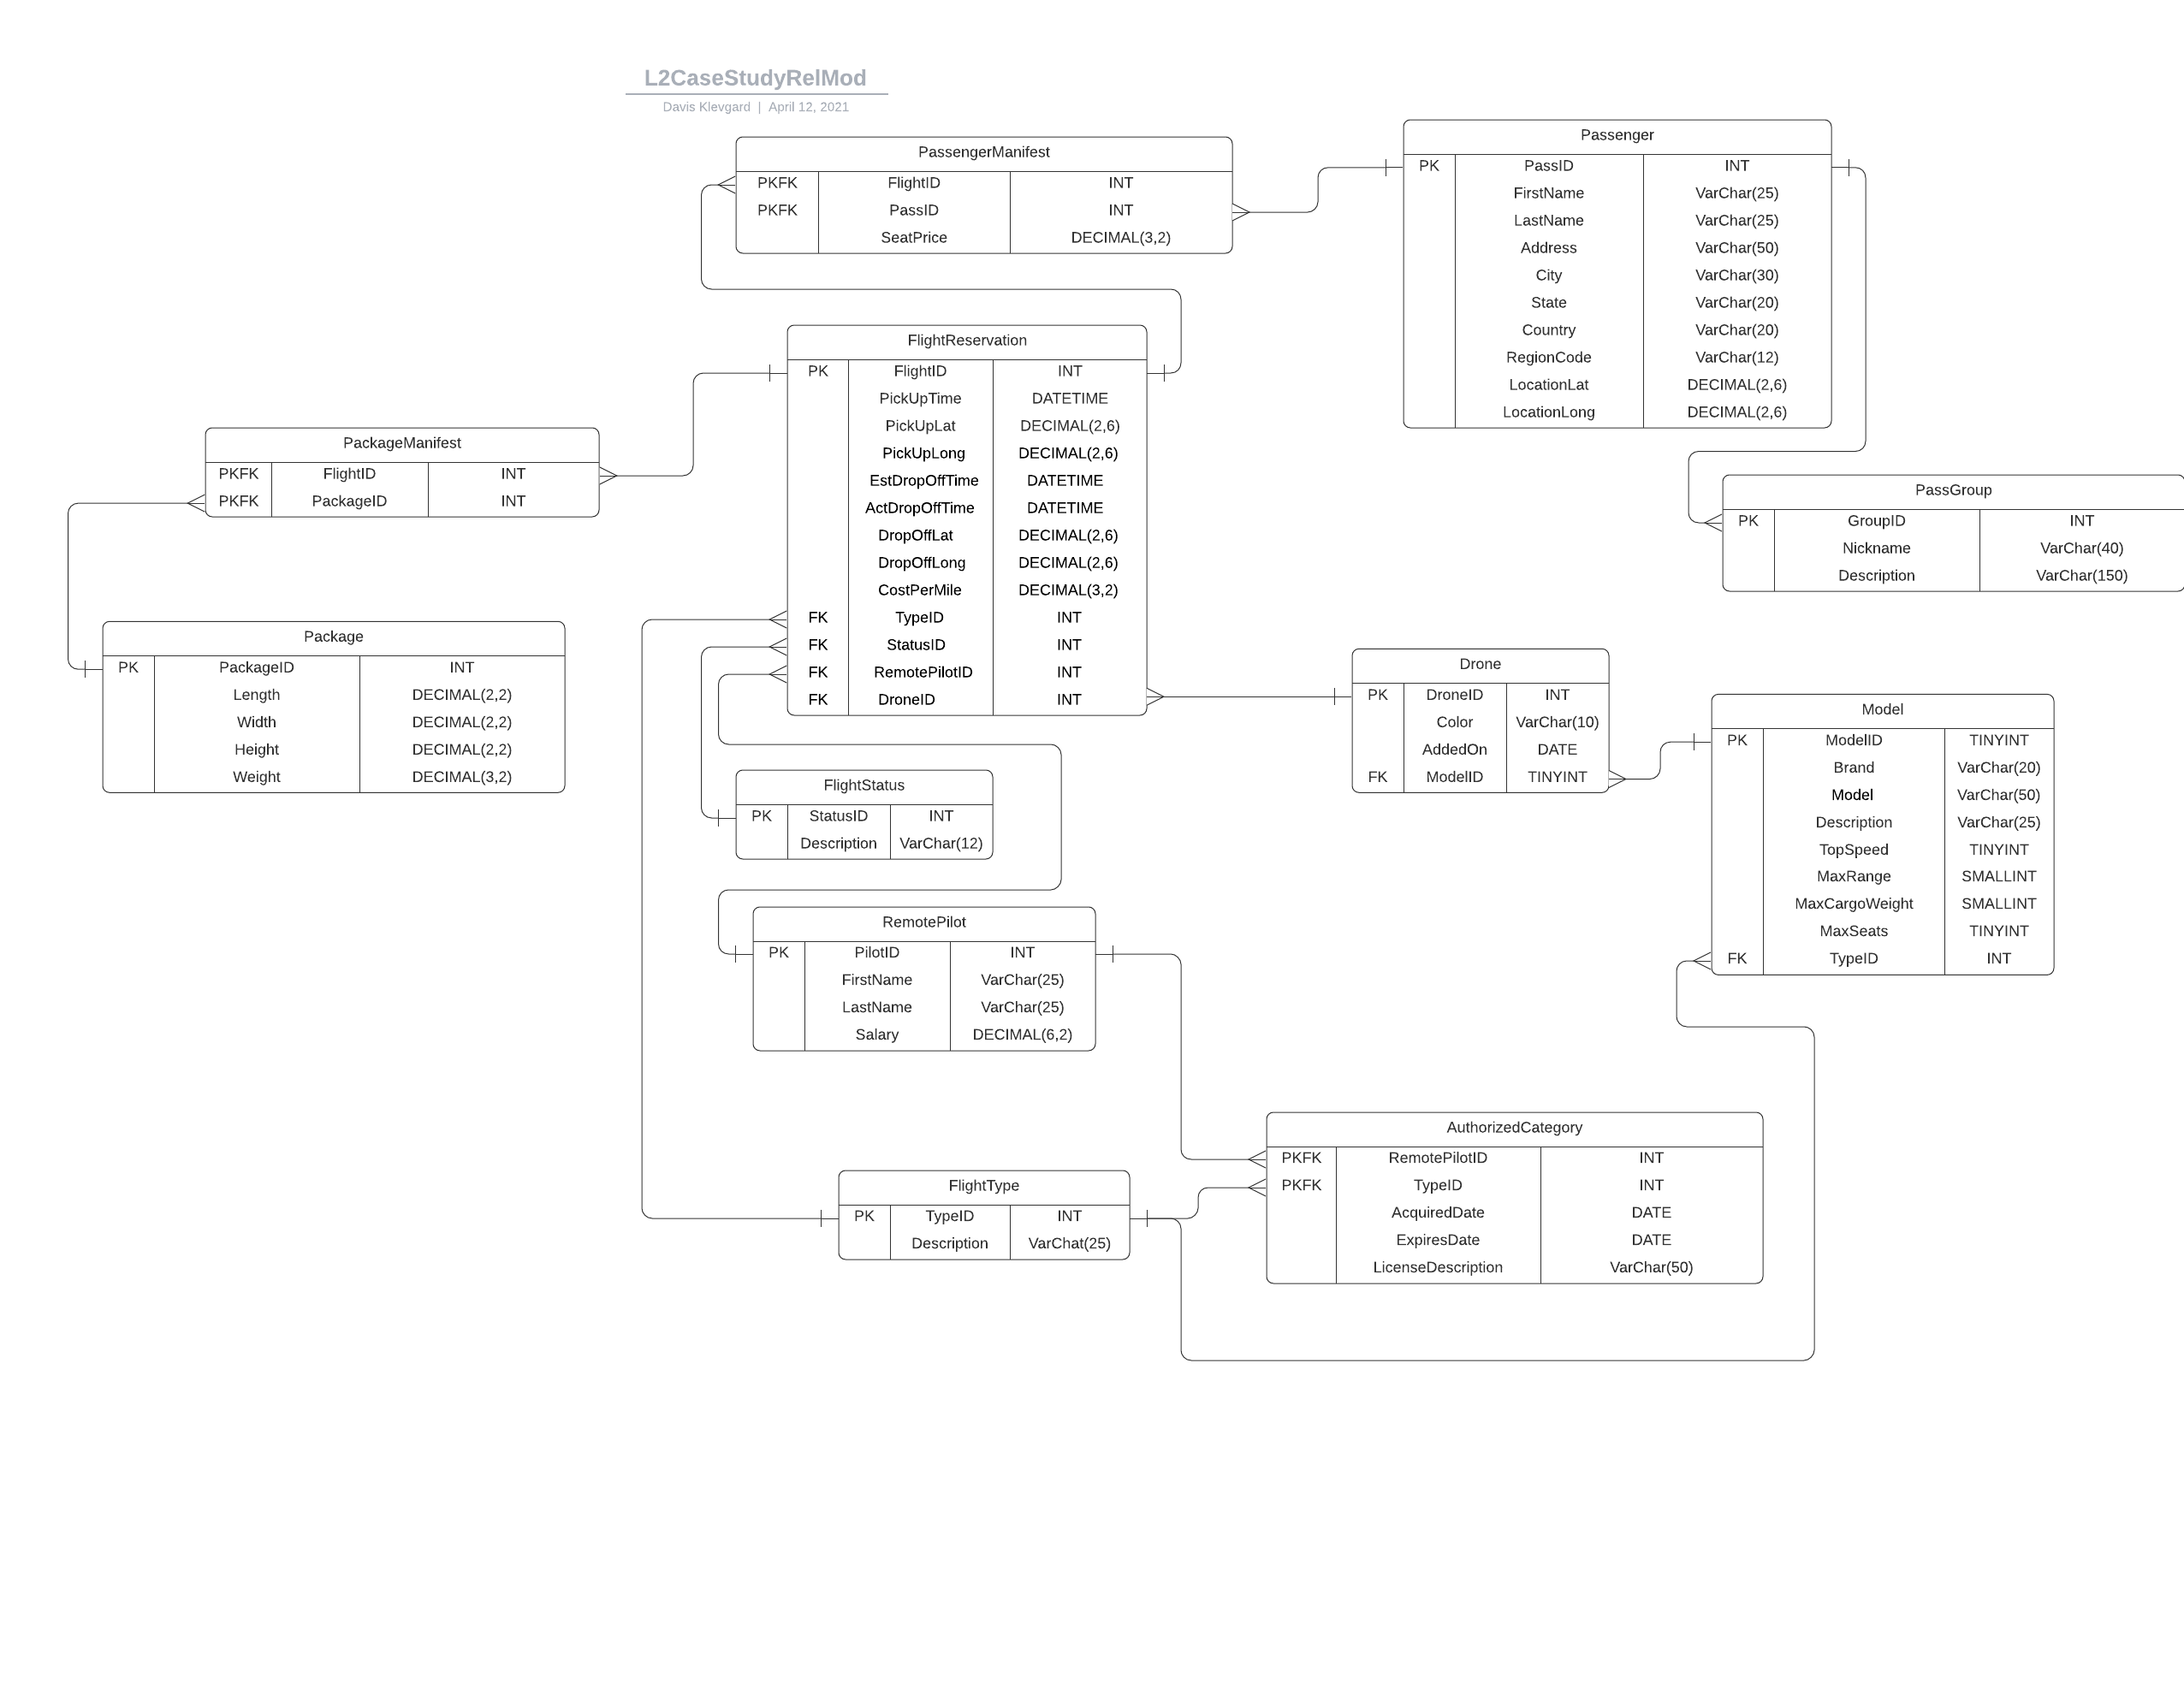 L2CaseStudyRelMod
Davis Klevgard | April 12, 2021
PassengerManifest
PKFK FlightID INT
PKFK PassID INT
SeatPrice DECIMAL(3,2)
Passenger
PK PassID INT
FirstName VarChar(25)
LastName VarChar(25)
Address VarChar(50)
City VarChar(30)
State VarChar(20)
Country VarChar(20)
RegionCode VarChar(12)
LocationLat DECIMAL(2,6)
LocationLong DECIMAL(2,6)
FlightReservation
PK FlightID INT
PickUpTime DATETIME
PickUpLat DECIMAL(2,6)
PickUpLong DECIMAL(2,6)
EstDropOffTime DATETIME
ActDropOffTime DATETIME
DropOffLat DECIMAL(2,6)
DropOffLong DECIMAL(2,6)
CostPerMile DECIMAL(3,2)
FK TypeID INT
FK StatusID INT
FK RemotePilotID INT
FK DroneID INT
PackageManifest
PKFK FlightID INT
PKFK PackageID INT
PassGroup
PK GroupID INT
Nickname VarChar(40)
Description VarChar(150)
Package
PK PackageID INT
Length DECIMAL(2,2)
Width DECIMAL(2,2)
Height DECIMAL(2,2)
Weight DECIMAL(3,2)
Drone
PK DroneID INT
Color VarChar(10)
AddedOn DATE
FK ModelID TINYINT
Model
PK ModelID TINYINT
Brand VarChar(20)
Model VarChar(50)
Description VarChar(25)
TopSpeed TINYINT
MaxRange SMALLINT
MaxCargoWeight SMALLINT
MaxSeats TINYINT
FK TypeID INT
FlightStatus
PK StatusID INT
Description VarChar(12)
RemotePilot
PK PilotID INT
FirstName VarChar(25)
LastName VarChar(25)
Salary DECIMAL(6,2)
AuthorizedCategory
PKFK RemotePilotID INT
PKFK TypeID INT
AcquiredDate DATE
ExpiresDate DATE
LicenseDescription VarChar(50)
FlightType
PK TypeID INT
Description VarChat(25)